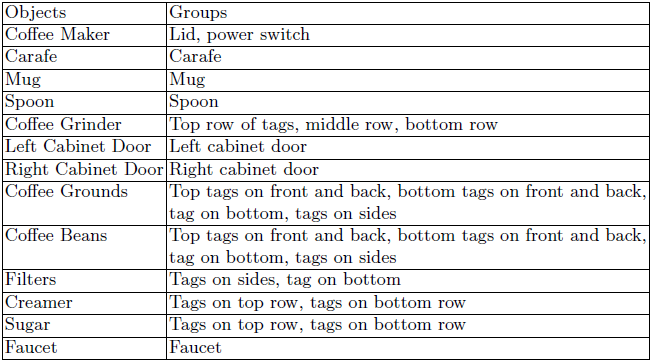 Objects Groups
Coffee Maker Lid, power switch
Carafe Carafe
Mug Mug
Spoon Spoon
Coffee Grinder Top row of tags, middle row, bottom row
Left Cabinet Door Left cabinet door
Right Cabinet Door Right cabinet door
Coffee Grounds Top tags on front and back, bottom tags on front and back,
tag on bottom, tags on sides
Coffee Beans Top tags on front and back, bottom tags on front and back,
tag on bottom, tags on sides
Filters Tags on sides, tag on bottom
Creamer Tags on top row, tags on bottom row
Sugar Tags on top row, tags on bottom row
Faucet Faucet